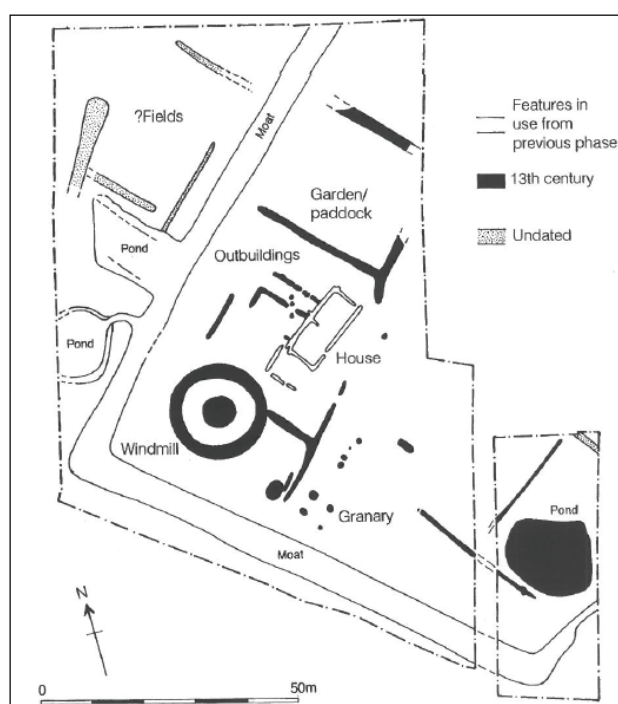 ?Fields
Moat
Features in
use from
previous phase
13th century
Undated
Garden/
paddock
Pond
Outbuildings
Pond
House
Windmill
Granary
Pond
Moat
N
0
50m